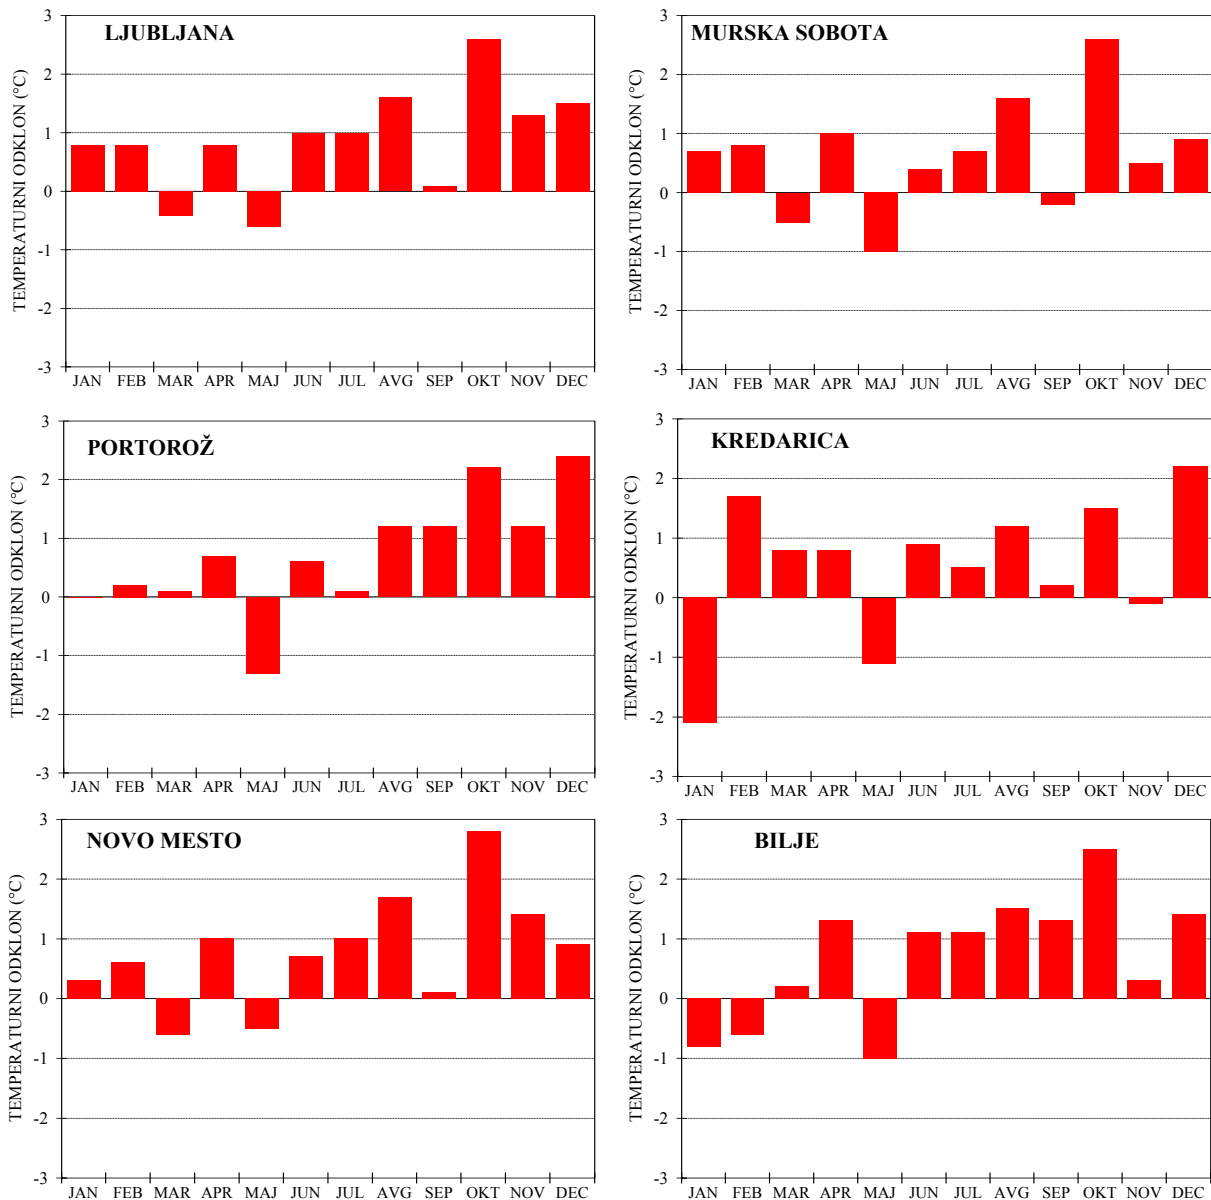 LJUBLJANA
TEMPERATURNI ODKLON (°C)
3
2
1
0
-1
-2
-3
JAN FEB MAR APR MAJ JUN JUL AVG SEP OKT NOV DEC
MURSKA SOBOTA
TEMPERATURNI ODKLON (°C)
3
2
1
0
-1
-2
-3
JAN FEB MAR APR MAJ JUN JUL AVG SEP OKT NOV DEC
PORTOROŽ
TEMPERATURNI ODKLON (°C)
3
2
1
0
-1
-2
-3
JAN FEB MAR APR MAJ JUN JUL AVG SEP OKT NOV DEC
KREDARICA
TEMPERATURNI ODKLON (°C)
3
2
1
0
-1
-2
-3
JAN FEB MAR APR MAJ JUN JUL AVG SEP OKT NOV DEC
NOVO MESTO
TEMPERATURNI ODKLON (°C)
3
2
1
0
-1
-2
-3
JAN FEB MAR APR MAJ JUN JUL AVG SEP OKT NOV DEC
BILJE
TEMPERATURNI ODKLON (°C)
3
2
1
0
-1
-2
-3
JAN FEB MAR APR MAJ JUN JUL AVG SEP OKT NOV DEC